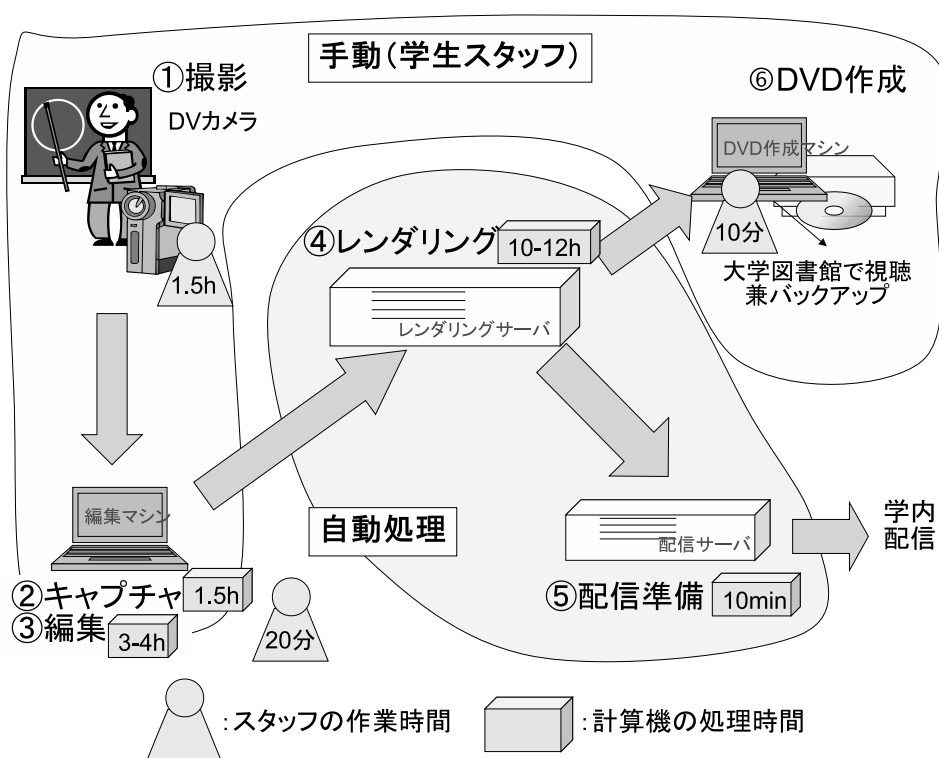 手動(学生スタッフ)
①撮影
DVカメラ
1.5h
⑥DVD作成
DVD作成マシン
10分
大学図書館で視聴
兼バックアップ
④レンダリング
10-12h
レンダリングサーバ
編集マシン
自動処理
②キャプチャ
1.5h
③編集
3-4h
20分
配信サーバ
⑤配信準備
10min
学内
配信
:スタッフの作業時間
:計算機の処理時間